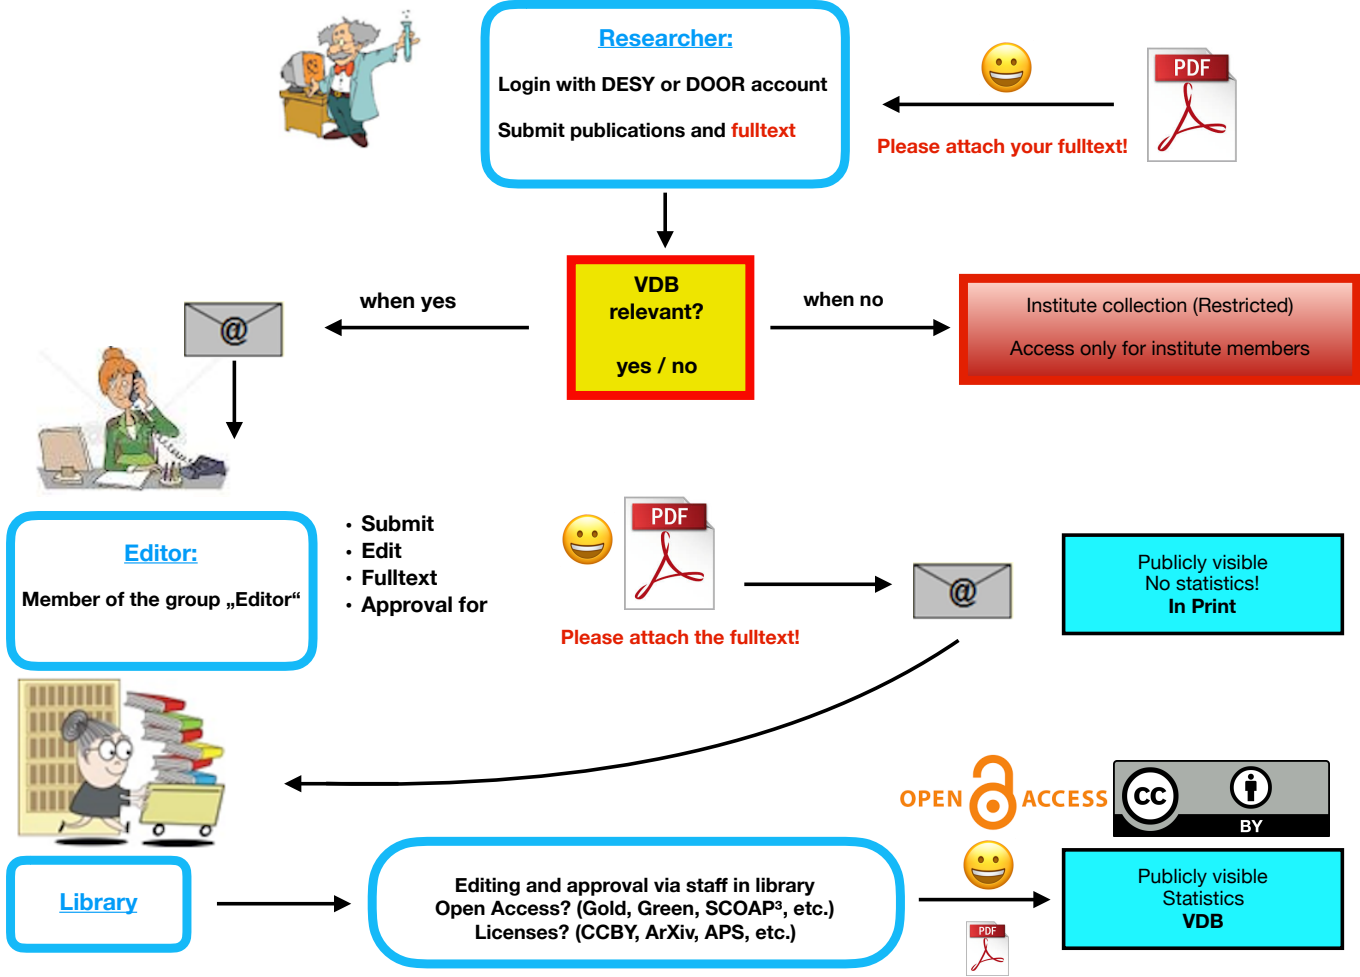 Researcher:
Login with DESY or DOOR account
Submit publications and fulltext
PDF
Please attach your fulltext!
VDB
relevant?
yes / no
when yes
when no
Institute collection (Restricted)
Access only for institute members
@
Editor:
Member of the group „Editor“
• Submit
• Edit
• Fulltext
• Approval for
PDF
Please attach the fulltext!
@
Publicly visible
No statistics!
In Print
OPEN ACCESS
cc
BY
Library
Editing and approval via staff in library
Open Access? (Gold, Green, SCOAP³, etc.)
Licenses? (CCBY, ArXiv, APS, etc.)
PDF
Publicly visible
Statistics
VDB